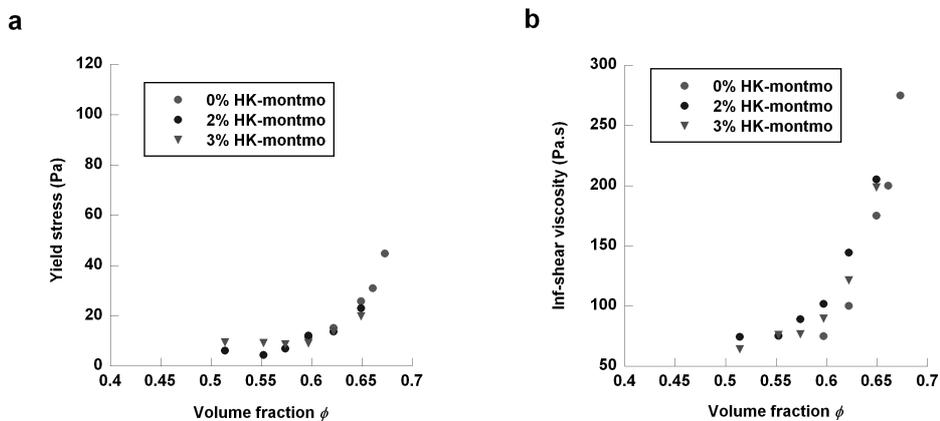 a
120
100
80
60
40
20
0
Yield stress (Pa)
0% HK-montmo
2% HK-montmo
3% HK-montmo
0.4 0.45 0.5 0.55 0.6 0.65 0.7
Volume fraction ϕ
b
300
250
200
150
100
50
Inf-shear viscosity (Pa.s)
0% HK-montmo
2% HK-montmo
3% HK-montmo
0.4 0.45 0.5 0.55 0.6 0.65 0.7
Volume fraction ϕ